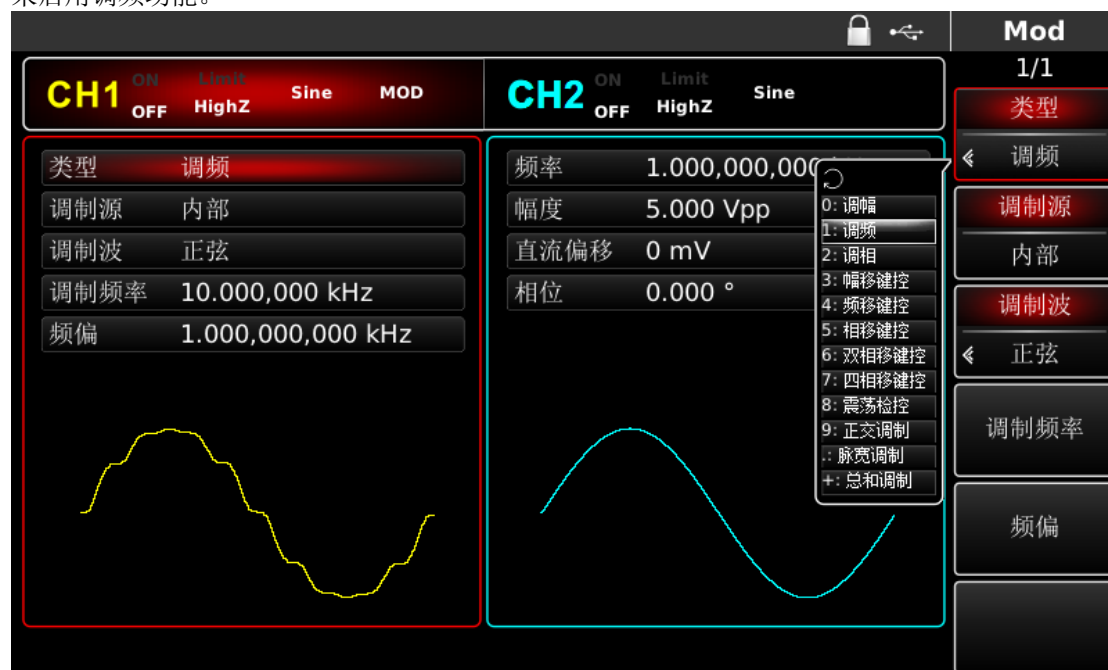 来启用调频功能。
Mod
1/1
CH1 ON OFF Limit HighZ Sine MOD
CH2 ON OFF Limit HighZ Sine
类型 调频
调制源 内部
调制波 正弦
调制频率 10.000,000 kHz
频偏 1.000,000,000 kHz
频率 1.000,000,000
幅度 5.000 Vpp
直流偏移 0 mV
相位 0.000 °
0: 调幅
1: 调频
2: 调相
3: 幅移键控
4: 频移键控
5: 相移键控
6: 双相移键控
7: 四相移键控
8: 震荡检控
9: 正交调制
.: 脉宽调制
+: 总和调制
类型
调频
调制源
内部
调制波
正弦
调制频率
频偏